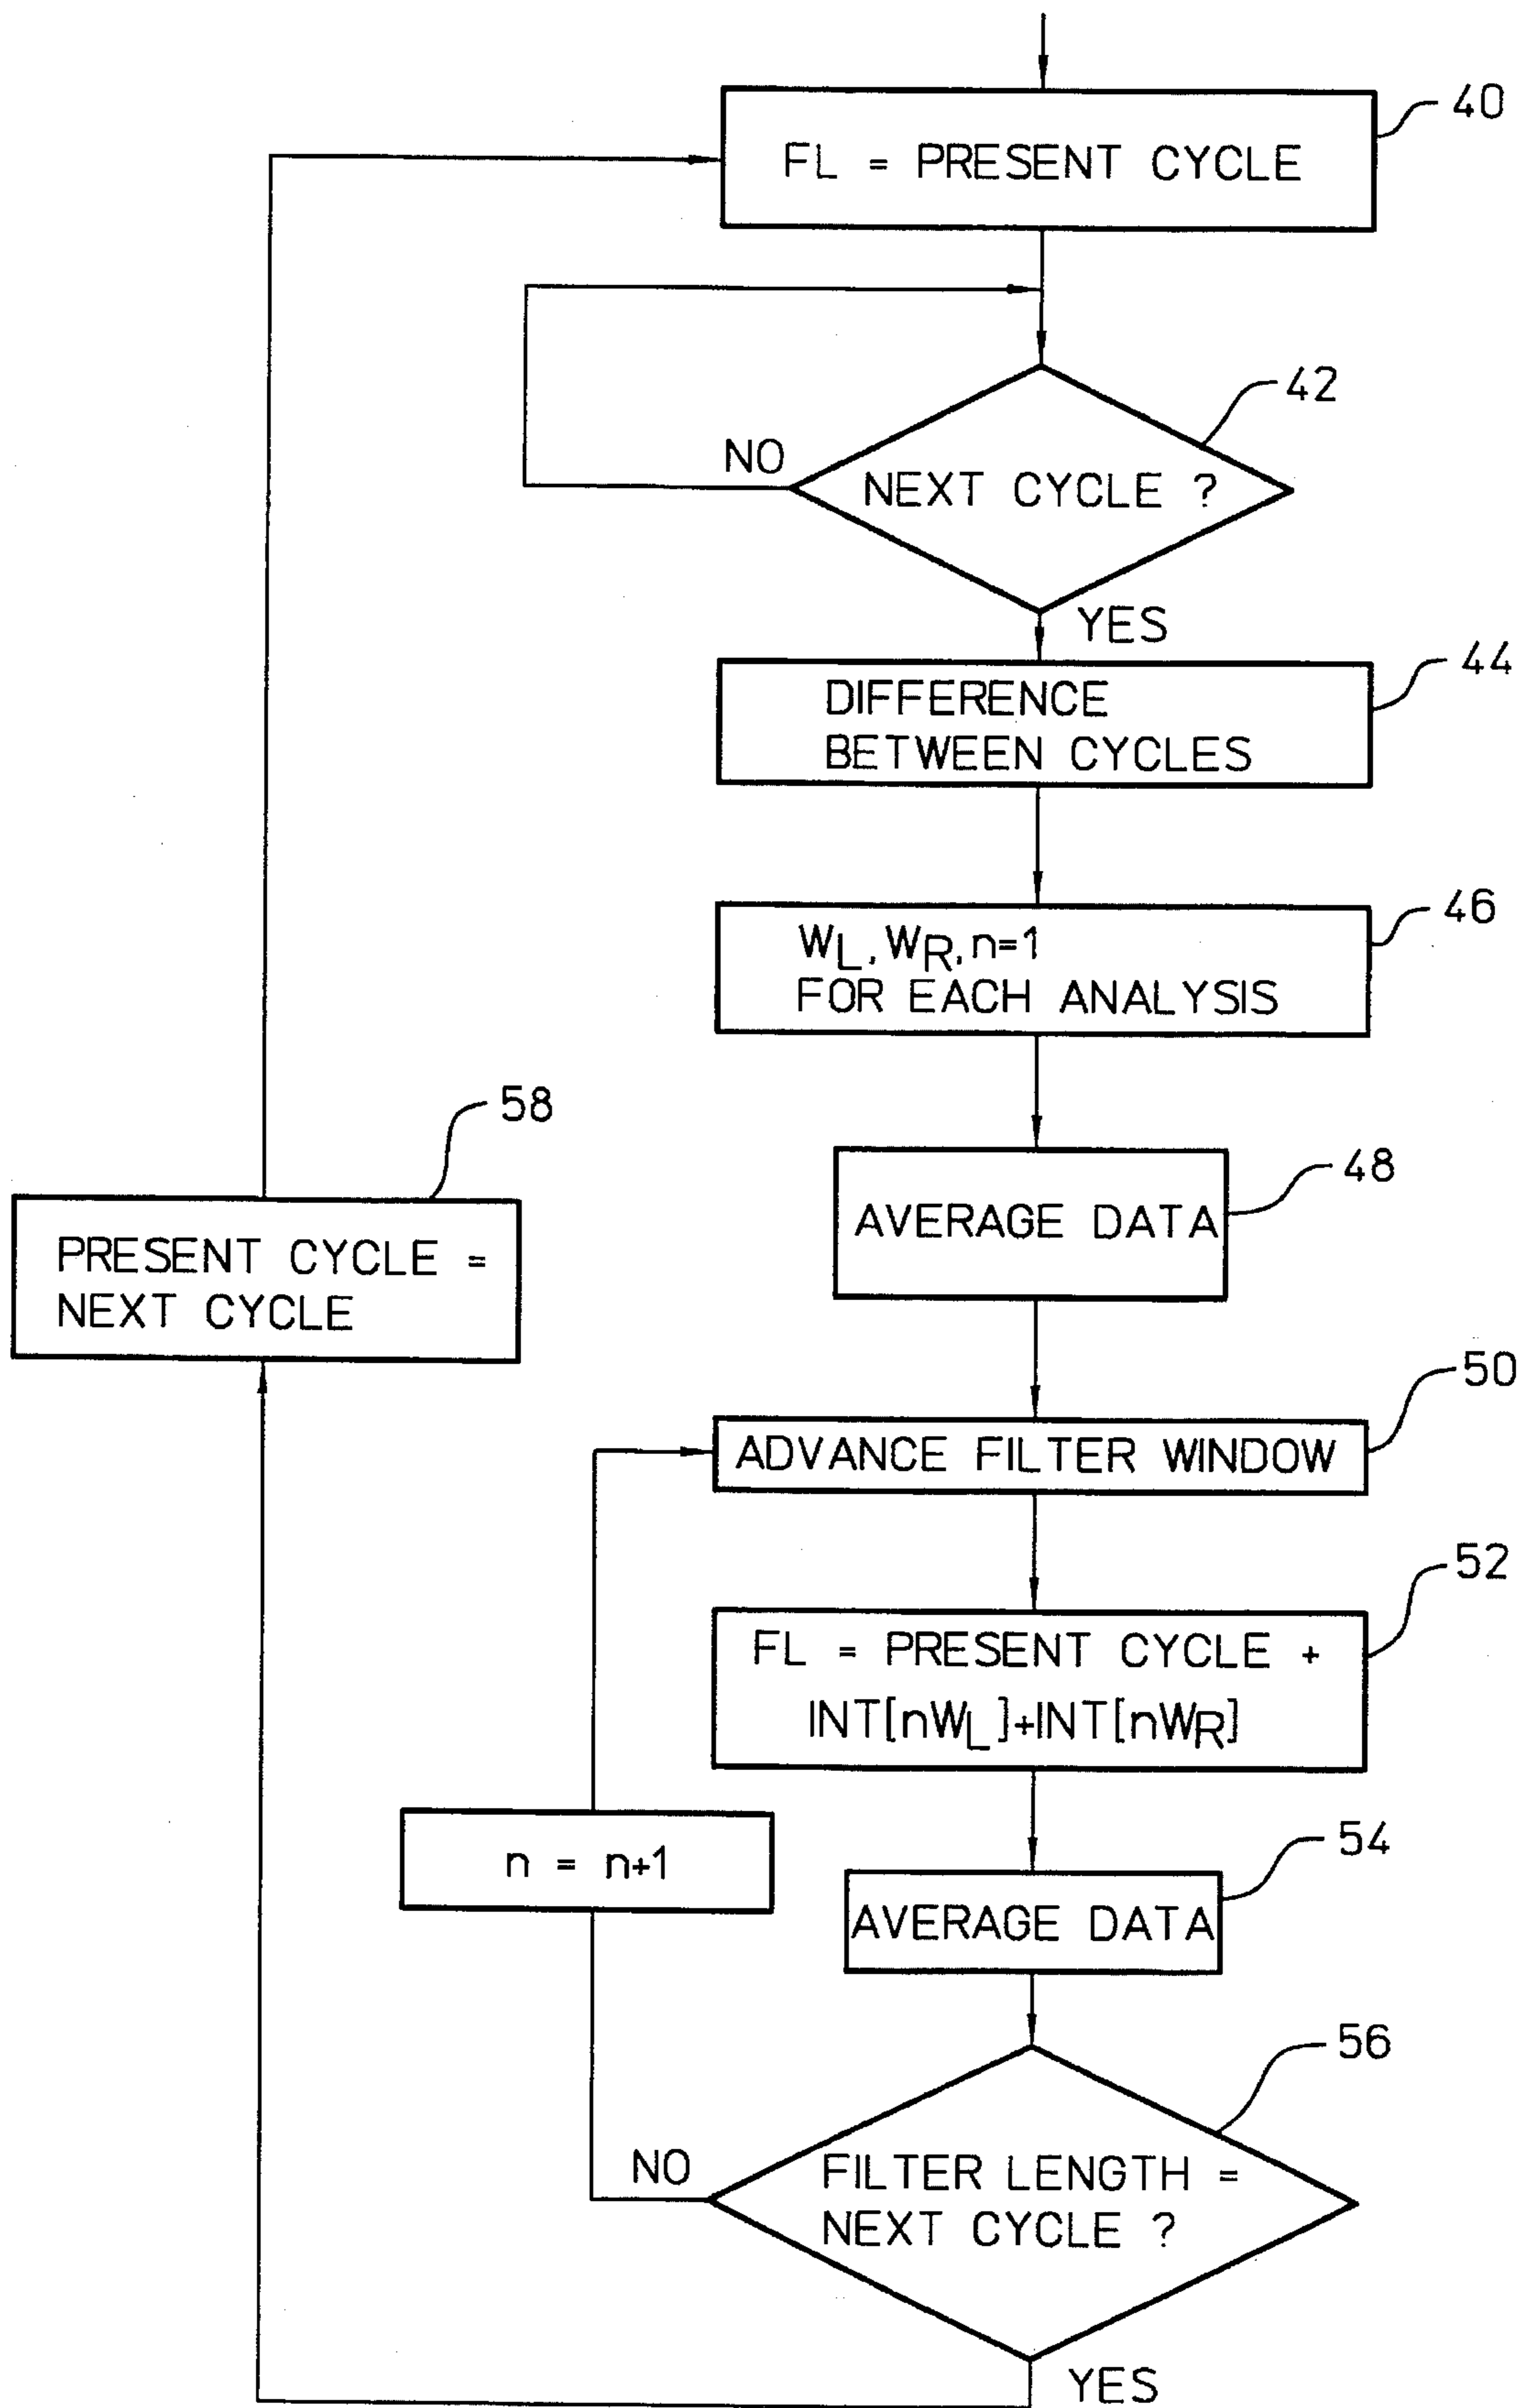 40
FL = PRESENT CYCLE
42
NO
NEXT CYCLE ?
YES
44
DIFFERENCE
BETWEEN CYCLES
46
WL, WR, n=1
FOR EACH ANALYSIS
58
48
AVERAGE DATA
PRESENT CYCLE =
NEXT CYCLE
50
ADVANCE FILTER WINDOW
52
FL = PRESENT CYCLE +
INT[nWL]+INT[nWR]
n = n+1
54
AVERAGE DATA
56
NO
FILTER LENGTH =
NEXT CYCLE ?
YES